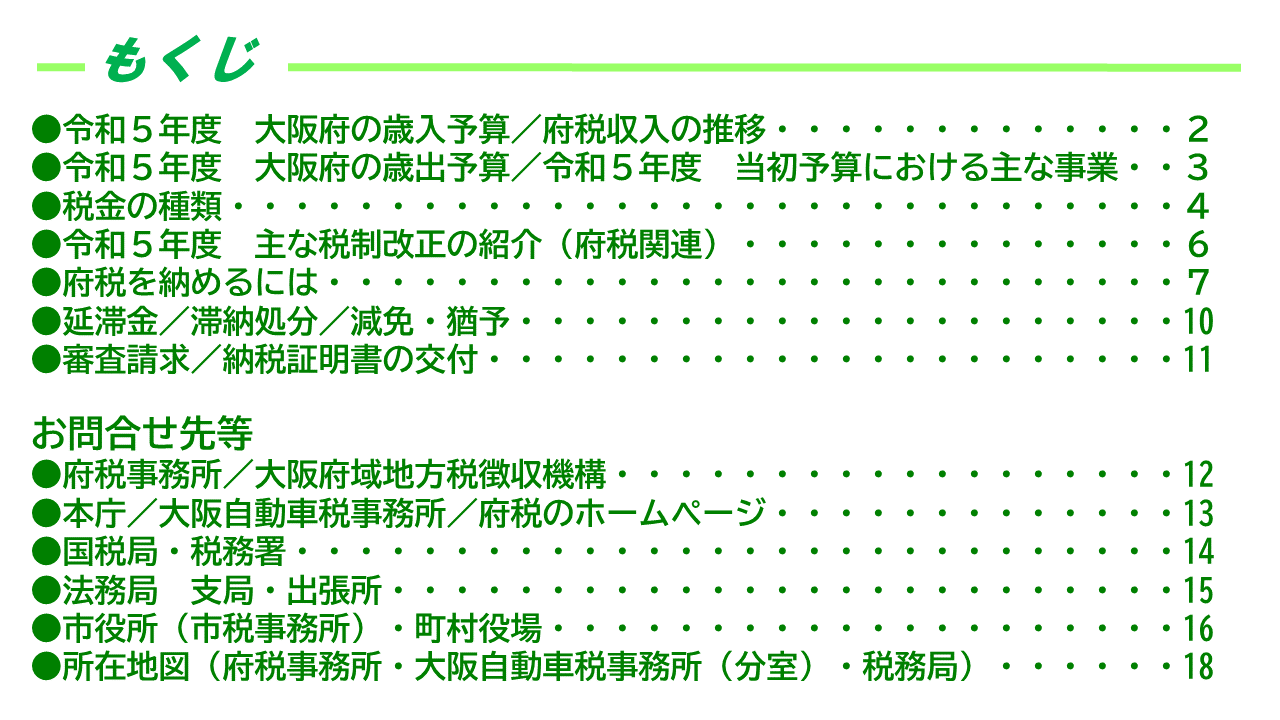 もくじ
●令和５年度　大阪府の歳入予算／府税収入の推移・・・・・・・・・・・・・２
●令和５年度　大阪府の歳出予算／令和５年度　当初予算における主な事業・・３
●税金の種類・・・・・・・・・・・・・・・・・・・・・・・・・・・・・・４
●令和５年度　主な税制改正の紹介（府税関連）・・・・・・・・・・・・・・６
●府税を納めるには・・・・・・・・・・・・・・・・・・・・・・・・・・・７
●延滞金／滞納処分／減免・猶予・・・・・・・・・・・・・・・・・・・・・10
●審査請求／納税証明書の交付・・・・・・・・・・・・・・・・・・・・・・11
お問合せ先等
●府税事務所／大阪府域地方税徴収機構・・・・・・・・・・・・・・・・・・12
●本庁／大阪自動車税事務所／府税のホームページ・・・・・・・・・・・・・13
●国税局・税務署・・・・・・・・・・・・・・・・・・・・・・・・・・・・14
●法務局　支局・出張所・・・・・・・・・・・・・・・・・・・・・・・・・15
●市役所（市税事務所）・町村役場・・・・・・・・・・・・・・・・・・・・16
●所在地図（府税事務所・大阪自動車税事務所（分室）・税務局）・・・・・・18